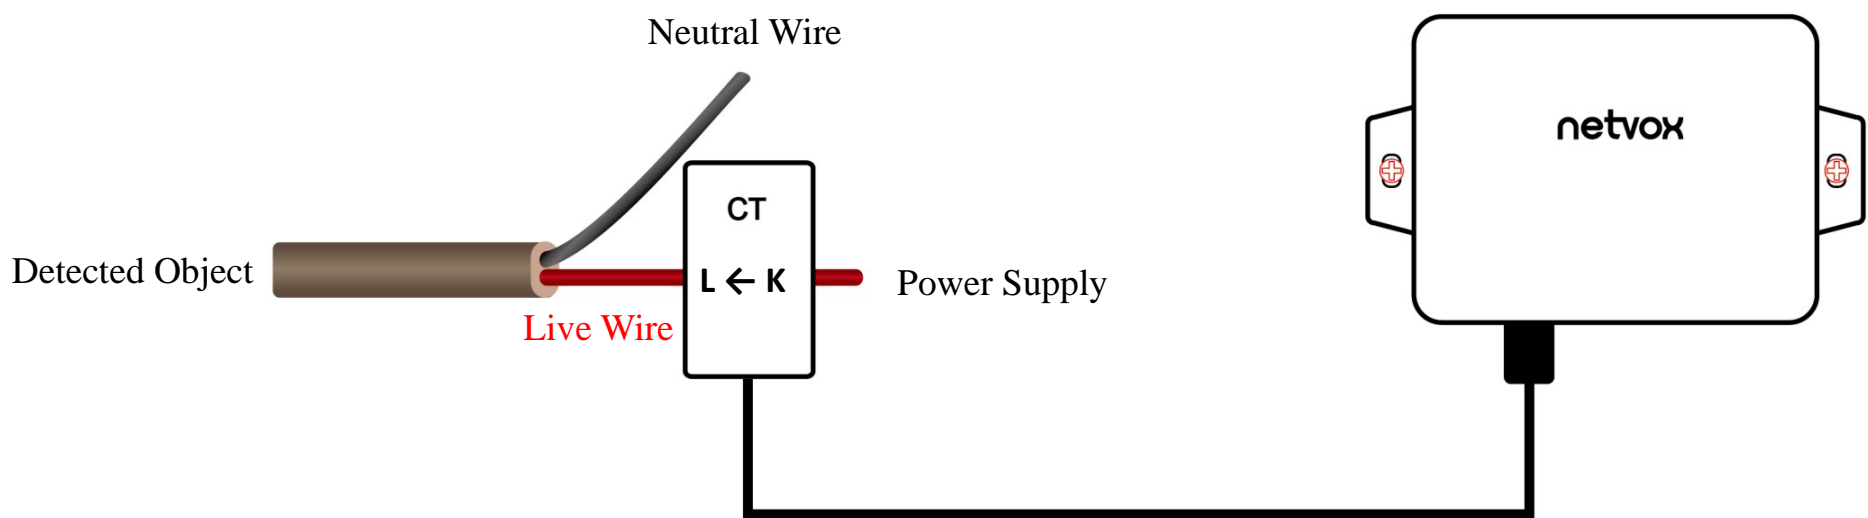 Neutral Wire
netvox
CT
Detected Object
L ← K
Power Supply
Live Wire